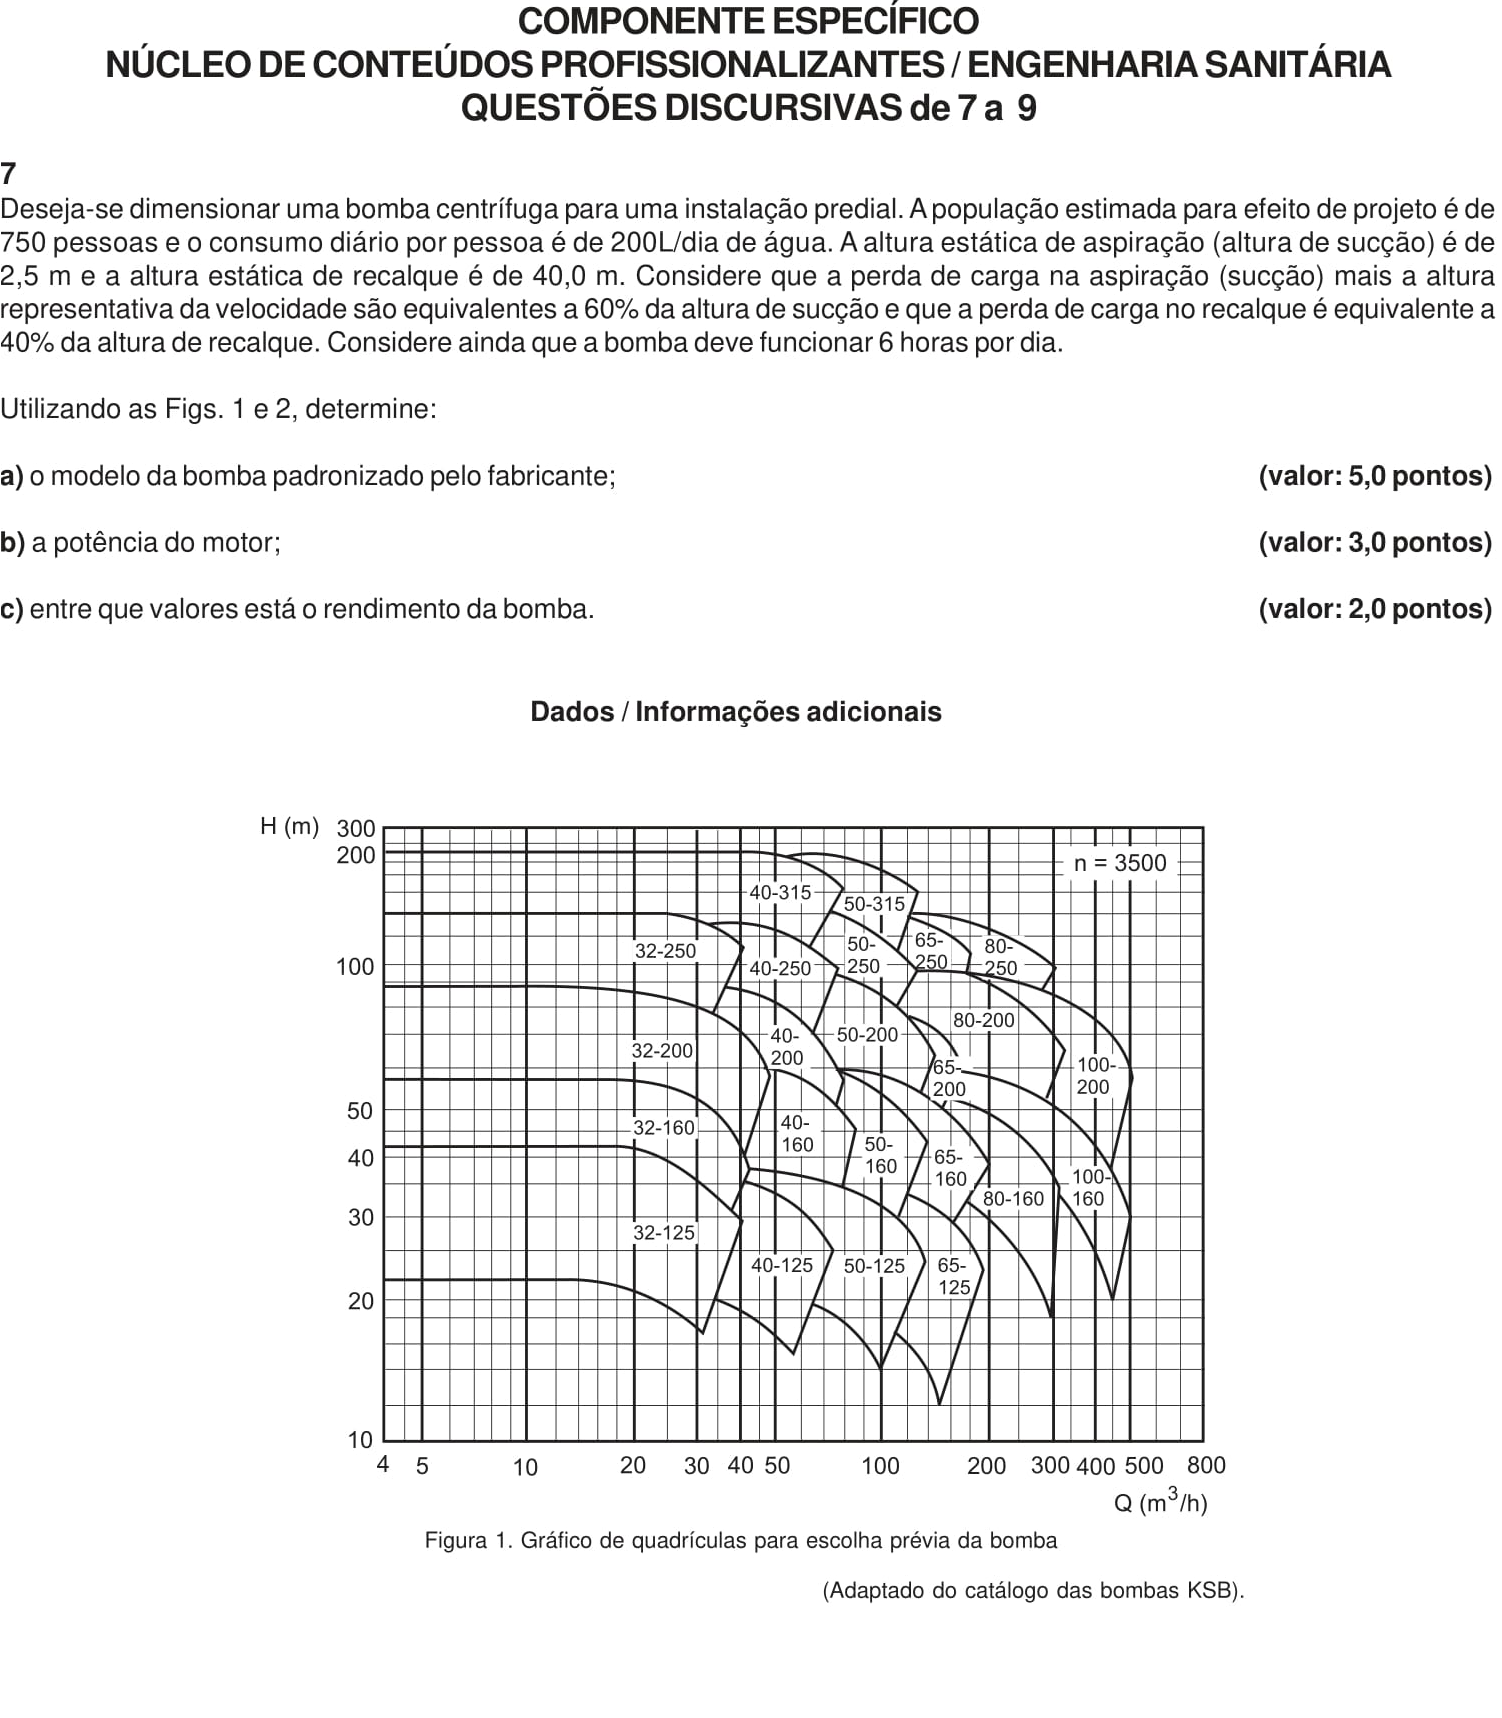 COMPONENTE ESPECÍFICO
NÚCLEO DE CONTEÚDOS PROFISSIONALIZANTES / ENGENHARIA SANITÁRIA
QUESTÕES DISCURSIVAS de 7 a 9
7
Deseja-se dimensionar uma bomba centrífuga para uma instalação predial. A população estimada para efeito de projeto é de
750 pessoas e o consumo diário por pessoa é de 200L/dia de água. A altura estática de aspiração (altura de sucção) é de
2,5 m e a altura estática de recalque é de 40,0 m. Considere que a perda de carga na aspiração (sucção) mais a altura
representativa da velocidade são equivalentes a 60% da altura de sucção e que a perda de carga no recalque é equivalente a
40% da altura de recalque. Considere ainda que a bomba deve funcionar 6 horas por dia.
Utilizando as Figs. 1 e 2, determine:
a) o modelo da bomba padronizado pelo fabricante; (valor: 5,0 pontos)
b) a potência do motor; (valor: 3,0 pontos)
c) entre que valores está o rendimento da bomba. (valor: 2,0 pontos)
Dados / Informações adicionais
H (m) 300
200
n = 3500
40-315
50-315
32-250
40-250
50-
250
65-
250
80-
250
100
32-200
40-
200
50-200
80-200
65-
200
100-
200
50
32-160
40-
160
50-
160
65-
160
80-160
100-
160
40
30
32-125
40-125
50-125
65-
125
20
10
4 5 10 20 30 40 50 100 200 300 400 500 800
Q (m³/h)
Figura 1. Gráfico de quadrículas para escolha prévia da bomba
(Adaptado do catálogo das bombas KSB).